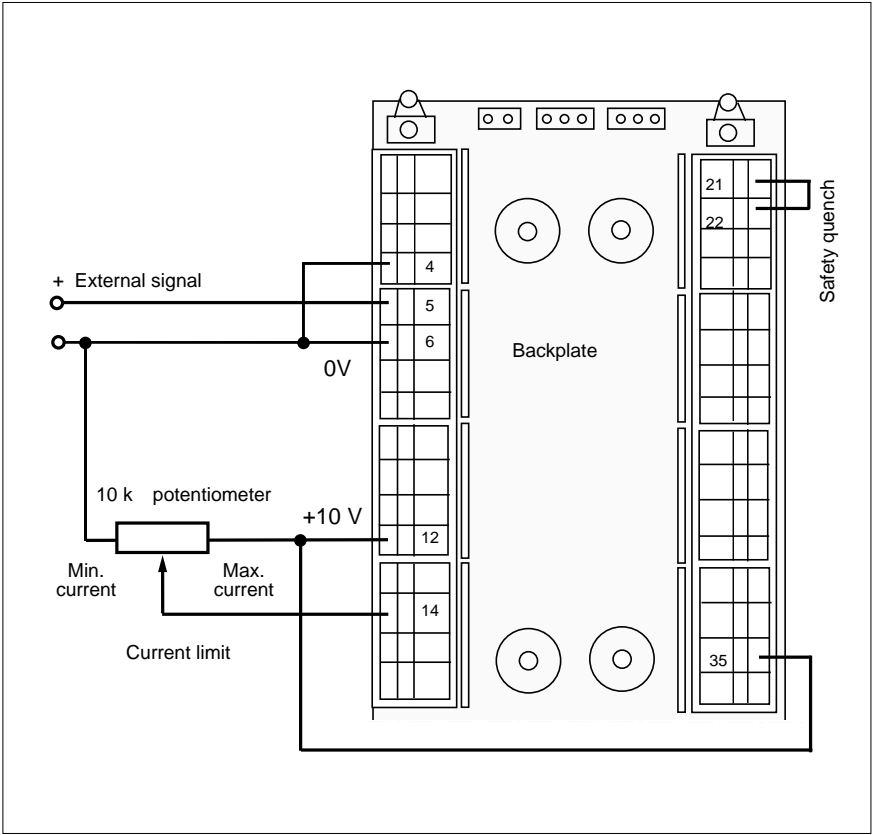 21
22
Safety quench
4
+ External signal
5
6
0V
Backplate
10 k potentiometer
+10 V
12
Min.
current
Max.
current
14
Current limit
35